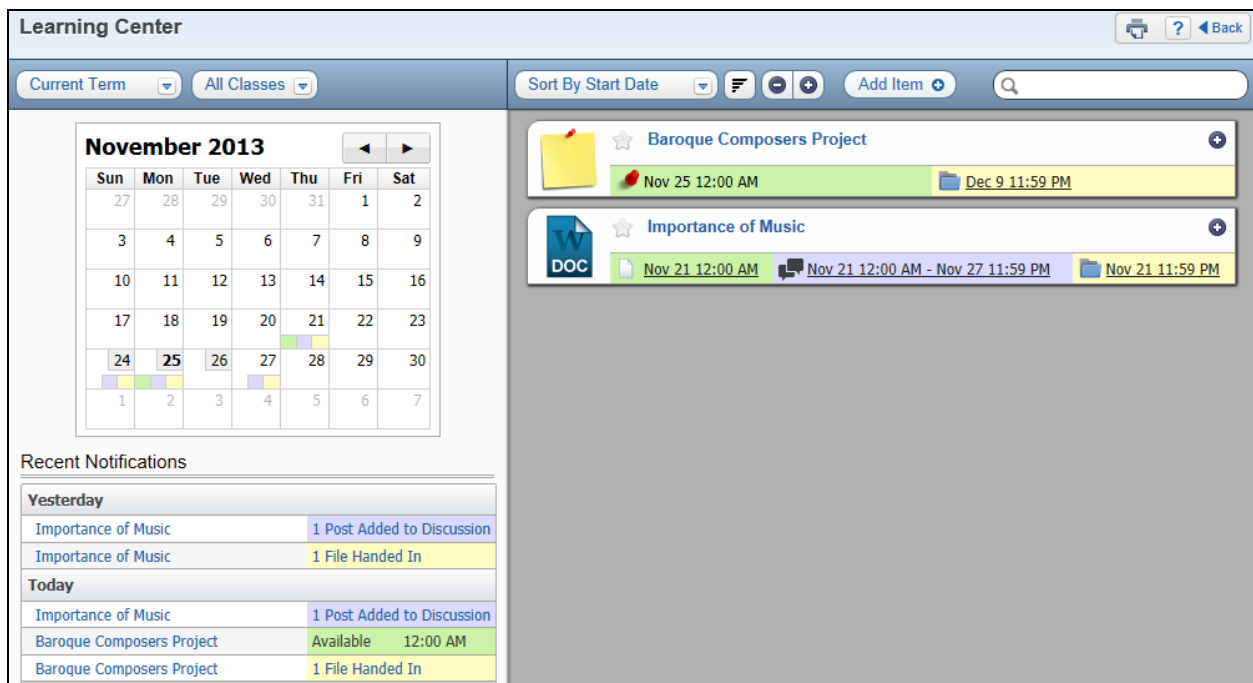 Learning Center
? Back
Current Term
All Classes
Sort By Start Date
Add Item
November 2013
Sun Mon Tue Wed Thu Fri Sat
27 28 29 30 31 1 2
3 4 5 6 7 8 9
10 11 12 13 14 15 16
17 18 19 20 21 22 23
24 25 26 27 28 29 30
1 2 3 4 5 6 7
Recent Notifications
Yesterday
Importance of Music 1 Post Added to Discussion
Importance of Music 1 File Handed In
Today
Importance of Music 1 Post Added to Discussion
Baroque Composers Project Available 12:00 AM
Baroque Composers Project 1 File Handed In
Baroque Composers Project
Nov 25 12:00 AM Dec 9 11:59 PM
W
DOC
Importance of Music
Nov 21 12:00 AM Nov 21 12:00 AM - Nov 27 11:59 PM Nov 21 11:59 PM